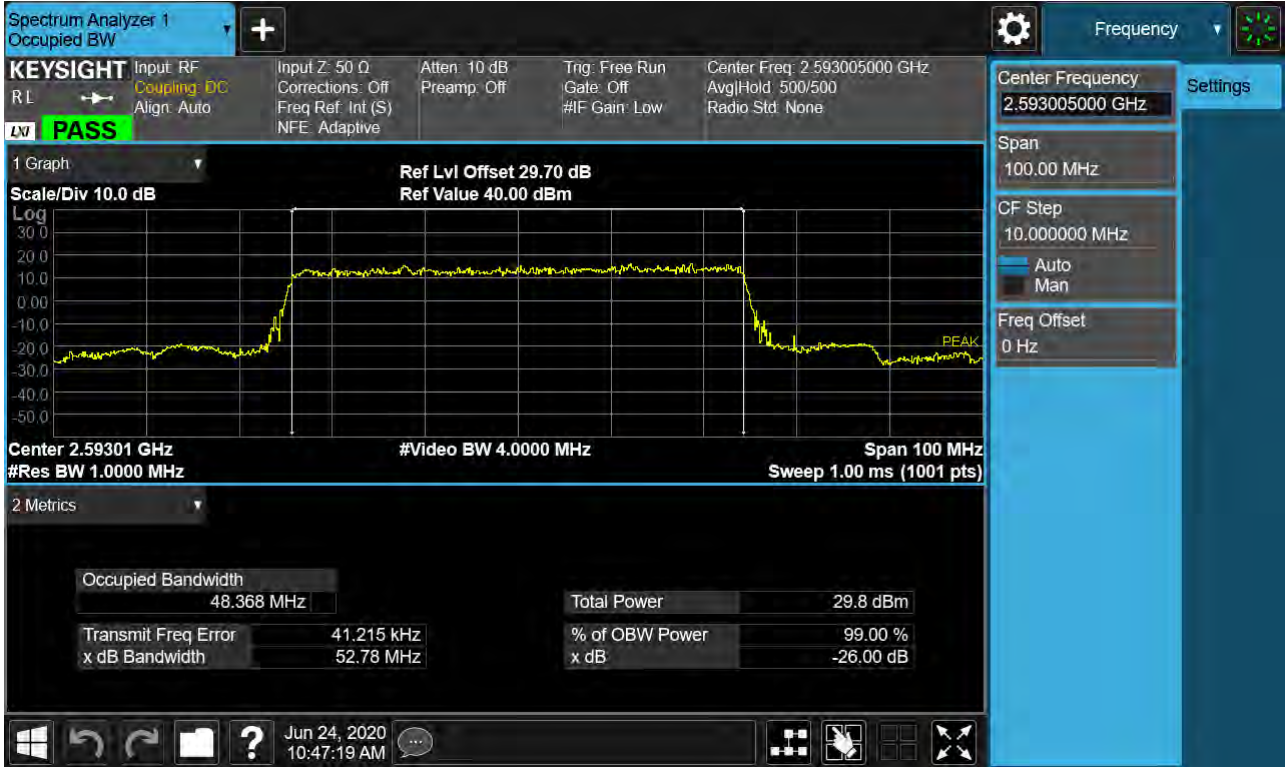 Spectrum Analyzer 1
Occupied BW
+
Frequency
KEYSIGHT
R L
LXI
PASS
Input: RF
Coupling: DC
Align: Auto
Input Z: 50 Ω
Corrections: Off
Freq Ref: Int (S)
NFE: Adaptive
Atten: 10 dB
Preamp: Off
Trig: Free Run
Gate: Off
#IF Gain: Low
Center Freq: 2.593005000 GHz
Avg|Hold: 500/500
Radio Std: None
Center Frequency
2.593005000 GHz
Settings
Span
100.00 MHz
CF Step
10.000000 MHz
Auto
Man
Freq Offset
0 Hz
1 Graph
Scale/Div 10.0 dB
Ref Lvl Offset 29.70 dB
Ref Value 40.00 dBm
Log
30.0
20.0
10.0
0.00
-10.0
-20.0
-30.0
-40.0
-50.0
PEAK
Center 2.59301 GHz
#Res BW 1.0000 MHz
#Video BW 4.0000 MHz
Span 100 MHz
Sweep 1.00 ms (1001 pts)
2 Metrics
Occupied Bandwidth
48.368 MHz
Total Power 29.8 dBm
Transmit Freq Error 41.215 kHz
% of OBW Power 99.00 %
x dB Bandwidth 52.78 MHz
x dB -26.00 dB
?
Jun 24, 2020
10:47:19 AM